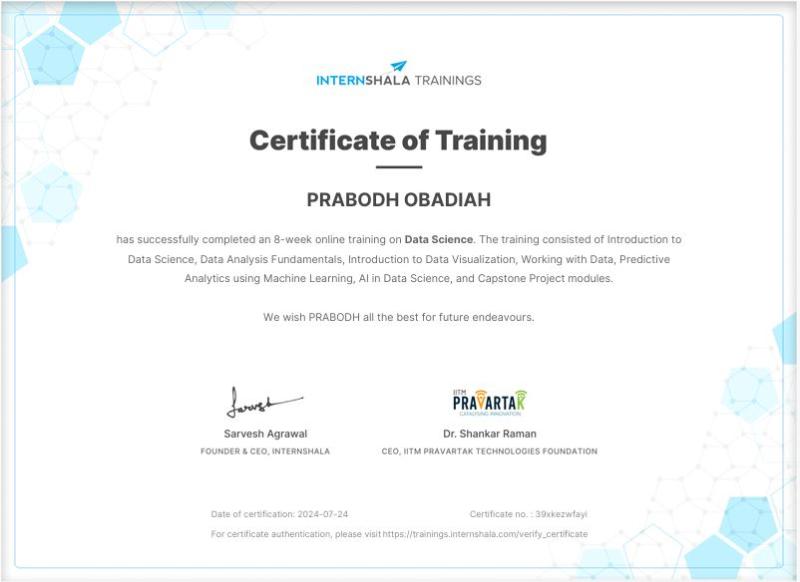 INTERNSHALA TRAININGS
Certificate of Training
PRABODH OBADIAH
has successfully completed an 8-week online training on Data Science. The training consisted of Introduction to
Data Science, Data Analysis Fundamentals, Introduction to Data Visualization, Working with Data, Predictive
Analytics using Machine Learning, AI in Data Science, and Capstone Project modules.
We wish PRABODH all the best for future endeavours.
Sarvesh
IITM
PRAVARTAK
CATALYSING INNOVATION
Sarvesh Agrawal
Dr. Shankar Raman
FOUNDER & CEO, INTERNSHALA
CEO, IITM PRAVARTAK TECHNOLOGIES FOUNDATION
Date of certification: 2024-07-24
Certificate no. : 39xkezwfayi
For certificate authentication, please visit https://trainings.internshala.com/verify_certificate